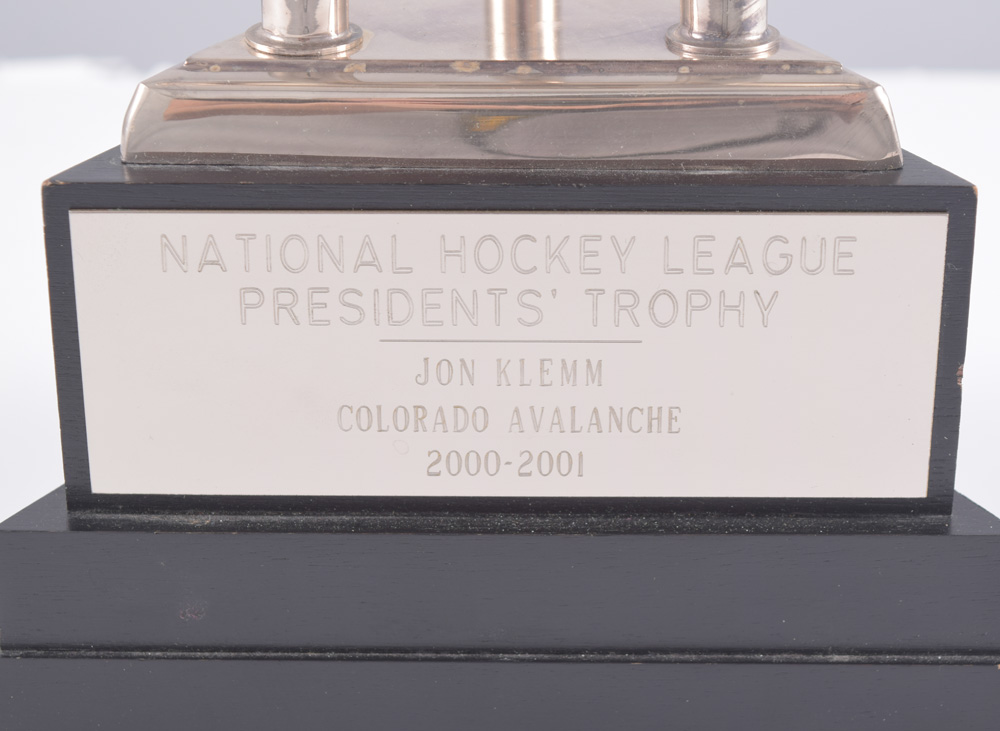 NATIONAL HOCKEY LEAGUE
PRESIDENTS' TROPHY
JON KLEMM
COLORADO AVALANCHE
2000-2001